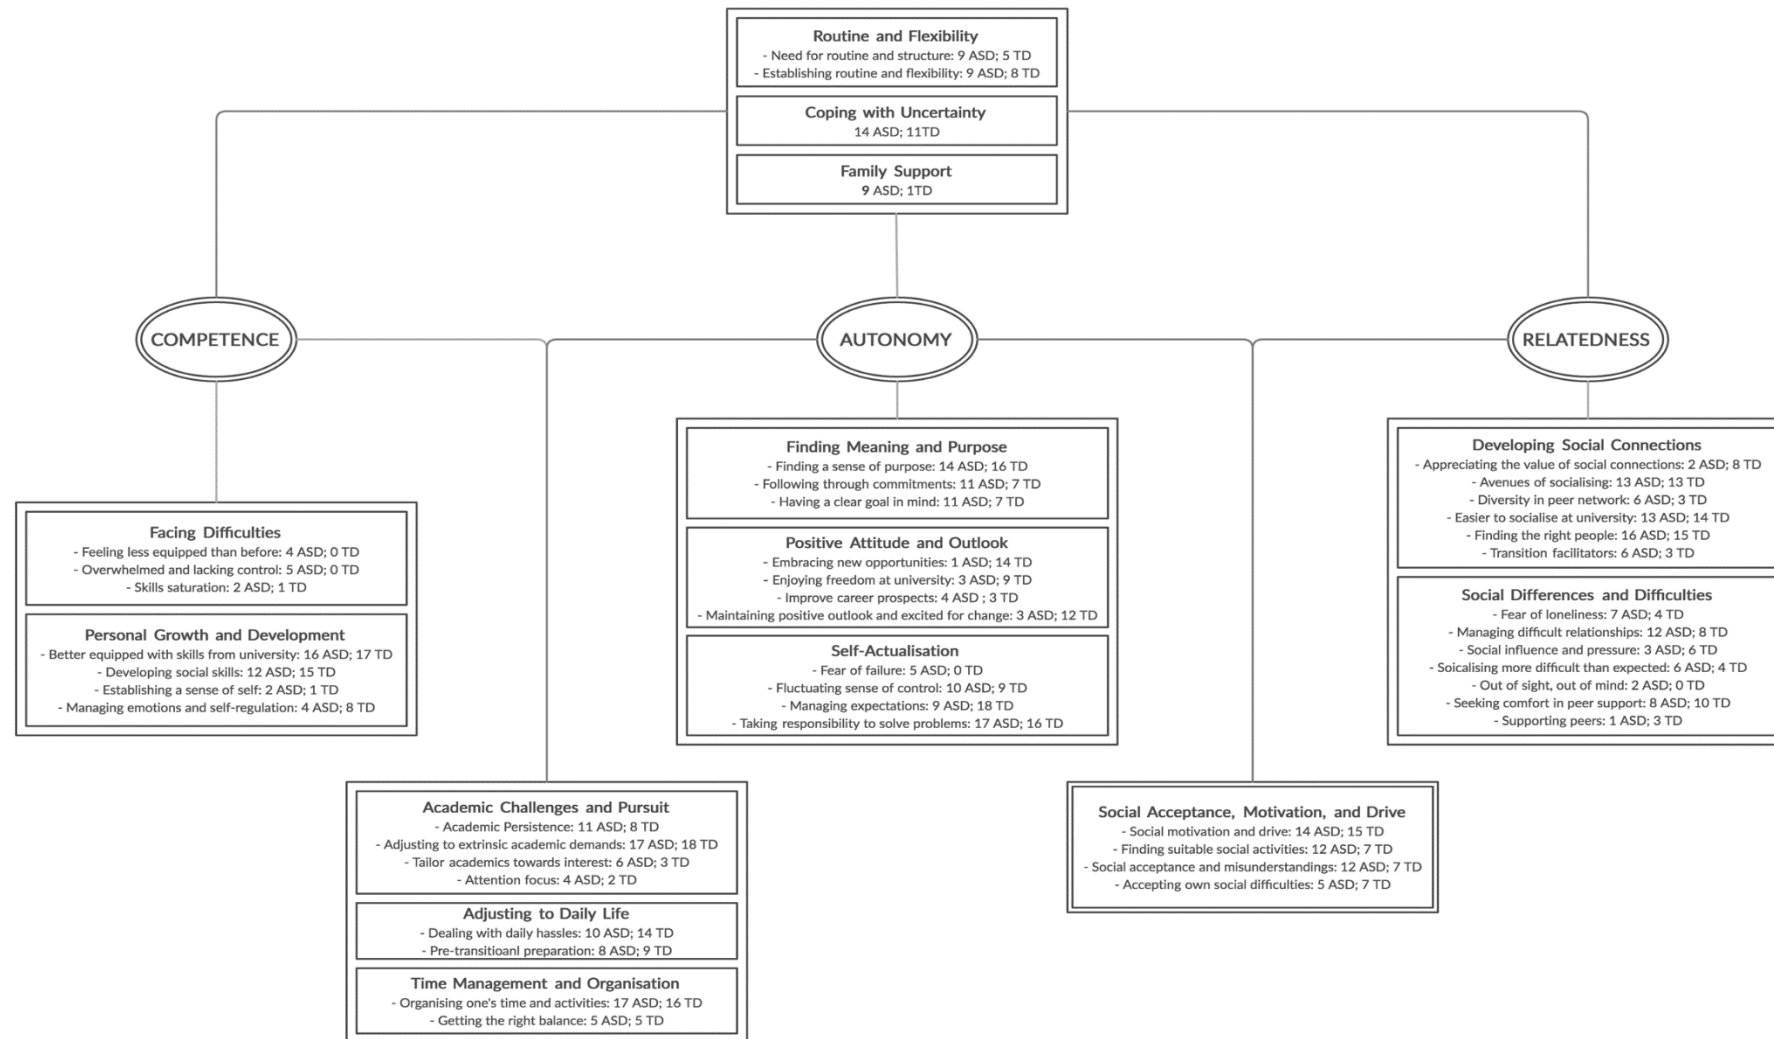 Routine and Flexibility
- Need for routine and structure: 9 ASD; 5 TD
- Establishing routine and flexibility: 9 ASD; 8 TD
Coping with Uncertainty
14 ASD; 11TD
Family Support
9 ASD; 1TD
COMPETENCE
AUTONOMY
RELATEDNESS
Facing Difficulties
- Feeling less equipped than before: 4 ASD; 0 TD
- Overwhelmed and lacking control: 5 ASD; 0 TD
- Skills saturation: 2 ASD; 1 TD
Personal Growth and Development
- Better equipped with skills from university: 16 ASD; 17 TD
- Developing social skills: 12 ASD; 15 TD
- Establishing a sense of self: 2 ASD; 1 TD
- Managing emotions and self-regulation: 4 ASD; 8 TD
Finding Meaning and Purpose
- Finding a sense of purpose: 14 ASD; 16 TD
- Following through commitments: 11 ASD; 7 TD
- Having a clear goal in mind: 11 ASD; 7 TD
Positive Attitude and Outlook
- Embracing new opportunities: 1 ASD; 14 TD
- Enjoying freedom at university: 3 ASD; 9 TD
- Improve career prospects: 4 ASD ; 3 TD
- Maintaining positive outlook and excited for change: 3 ASD; 12 TD
Self-Actualisation
- Fear of failure: 5 ASD; 0 TD
- Fluctuating sense of control: 10 ASD; 9 TD
- Managing expectations: 9 ASD; 18 TD
- Taking responsibility to solve problems: 17 ASD; 16 TD
Developing Social Connections
- Appreciating the value of social connections: 2 ASD; 8 TD
- Avenues of socialising: 13 ASD; 13 TD
- Diversity in peer network: 6 ASD; 3 TD
- Easier to socialise at university: 13 ASD; 14 TD
- Finding the right people: 16 ASD; 15 TD
- Transition facilitators: 6 ASD; 3 TD
Social Differences and Difficulties
- Fear of loneliness: 7 ASD; 4 TD
- Managing difficult relationships: 12 ASD; 8 TD
- Social influence and pressure: 3 ASD; 6 TD
- Soicalising more difficult than expected: 6 ASD; 4 TD
- Out of sight, out of mind: 2 ASD; 0 TD
- Seeking comfort in peer support: 8 ASD; 10 TD
- Supporting peers: 1 ASD; 3 TD
Academic Challenges and Pursuit
- Academic Persistence: 11 ASD; 8 TD
- Adjusting to extrinsic academic demands: 17 ASD; 18 TD
- Tailor academics towards interest: 6 ASD; 3 TD
- Attention focus: 4 ASD; 2 TD
Adjusting to Daily Life
- Dealing with daily hassles: 10 ASD; 14 TD
- Pre-transitioanl preparation: 8 ASD; 9 TD
Time Management and Organisation
- Organising one's time and activities: 17 ASD; 16 TD
- Getting the right balance: 5 ASD; 5 TD
Social Acceptance, Motivation, and Drive
- Social motivation and drive: 14 ASD; 15 TD
- Finding suitable social activities: 12 ASD; 7 TD
- Social acceptance and misunderstandings: 12 ASD; 7 TD
- Accepting own social difficulties: 5 ASD; 7 TD